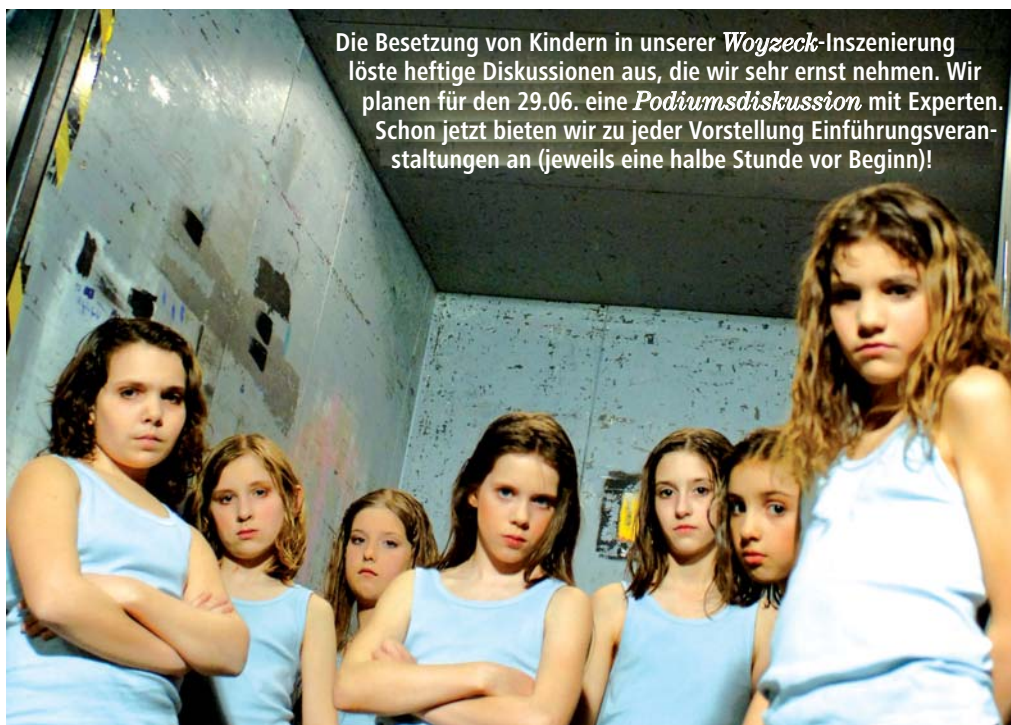 Die Besetzung von Kindern in unserer Woyzeck-Inszenierung
löste heftige Diskussionen aus, die wir sehr ernst nehmen. Wir
planen für den 29.06. eine Podiumsdiskussion mit Experten.
Schon jetzt bieten wir zu jeder Vorstellung Einführungsveran-
staltungen an (jeweils eine halbe Stunde vor Beginn)!